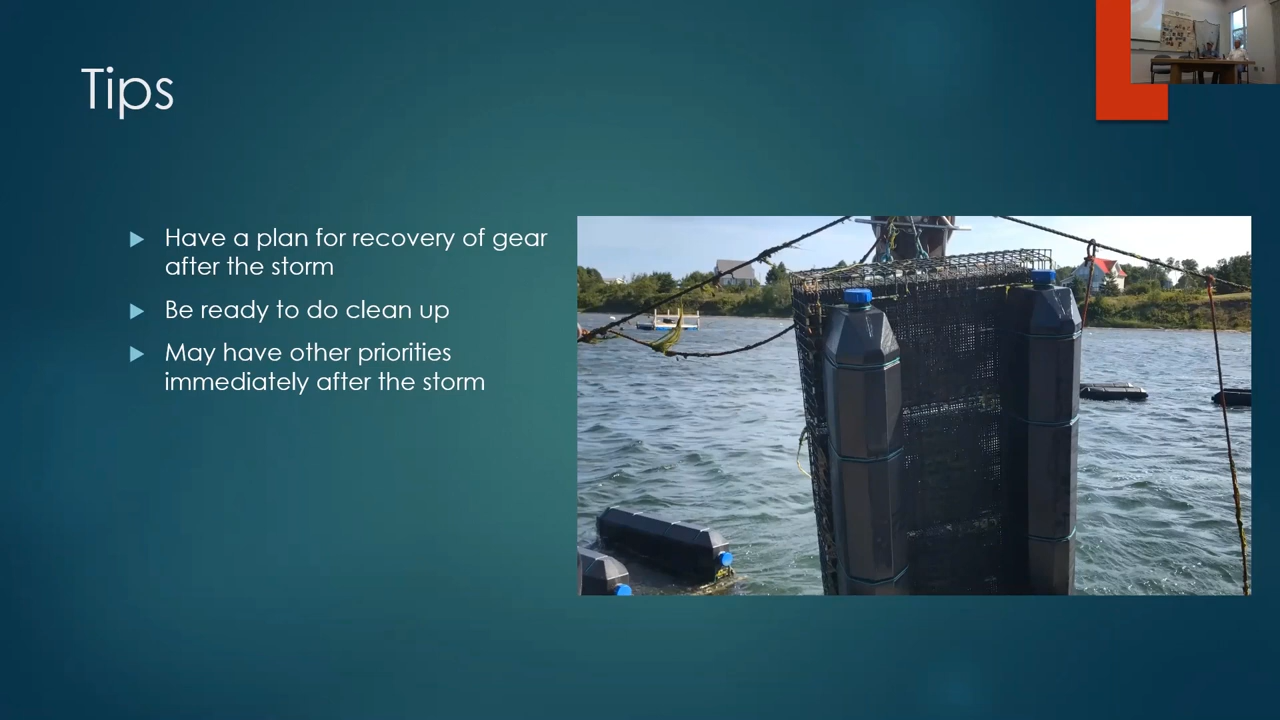 Tips
Have a plan for recovery of gear
after the storm
Be ready to do clean up
May have other priorities
immediately after the storm